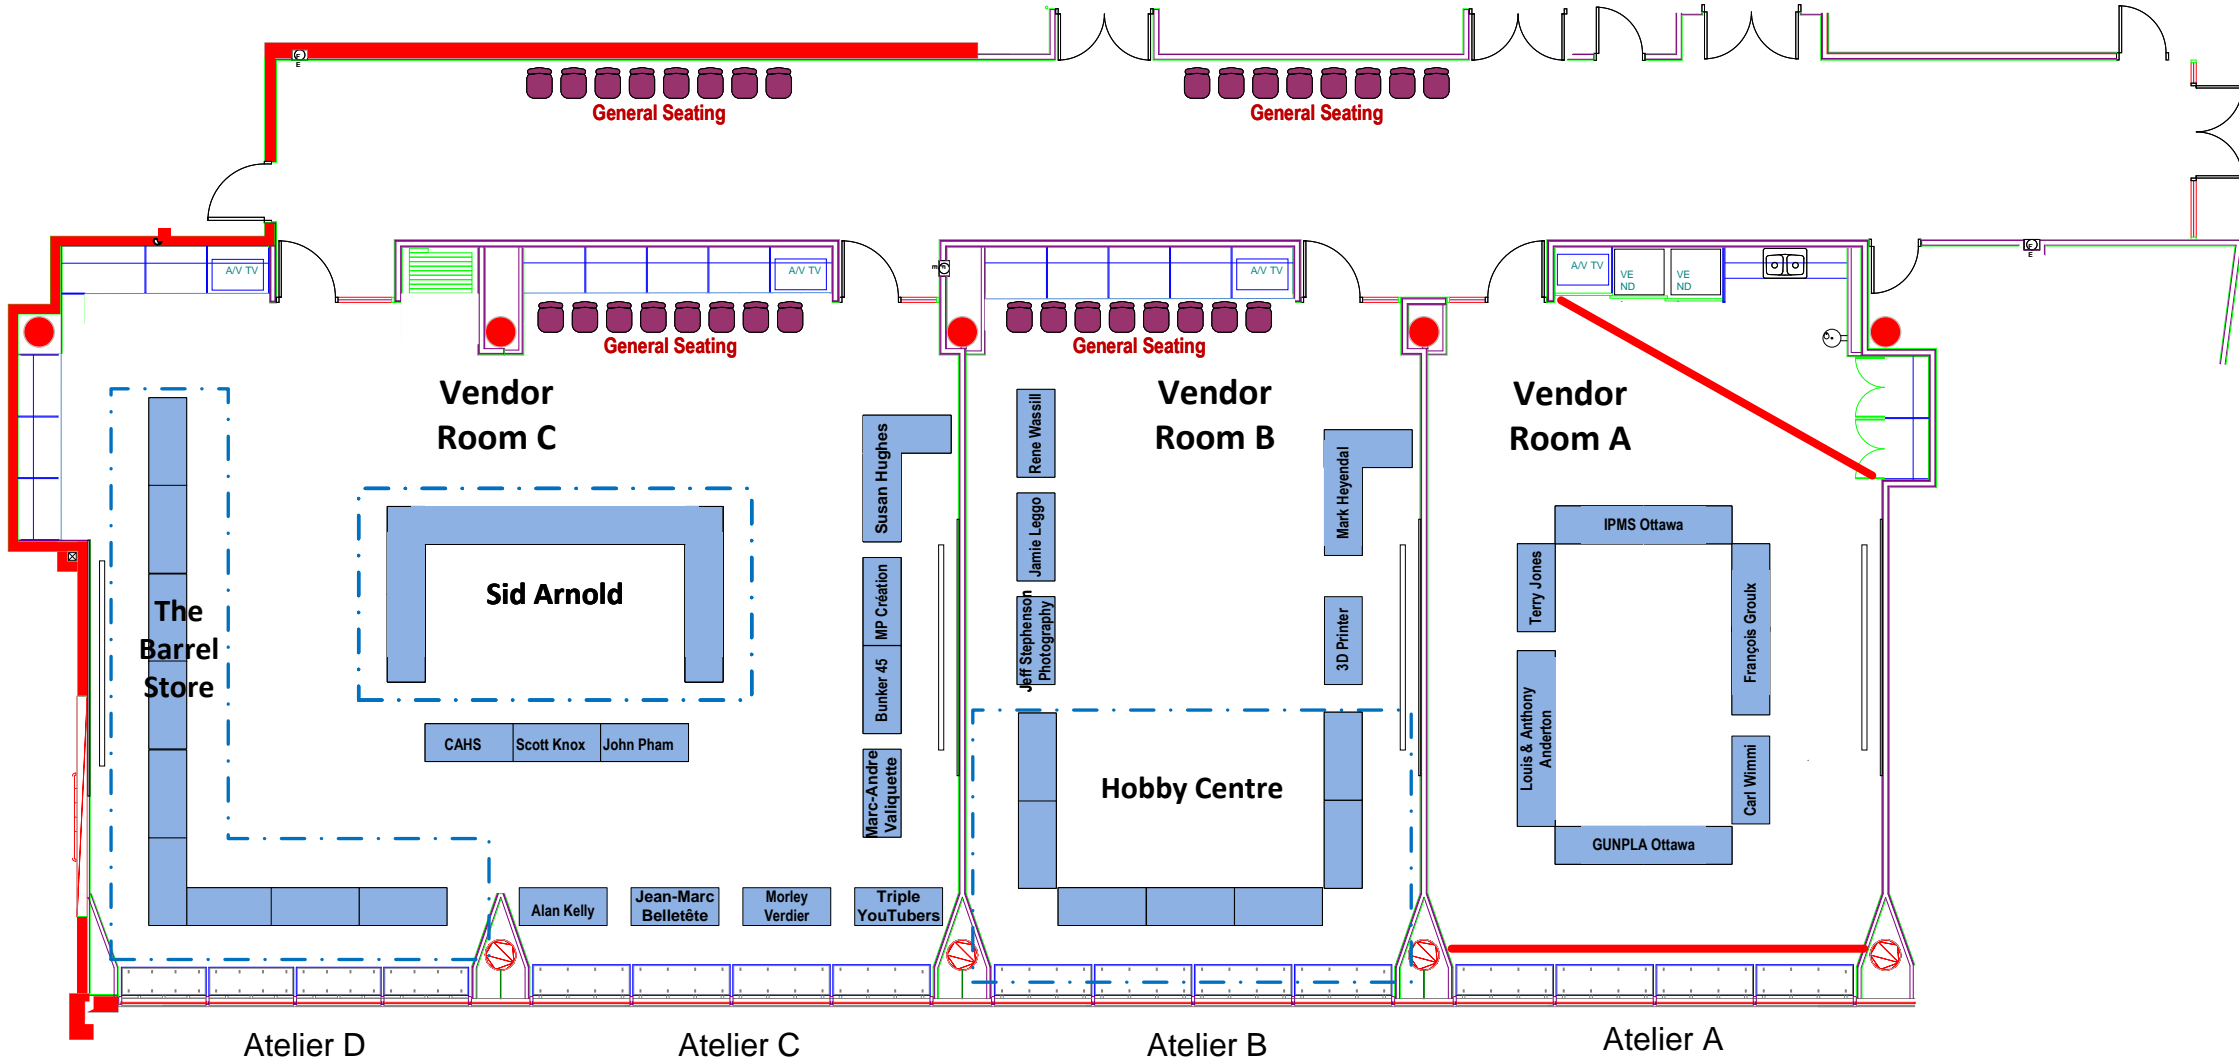 E
General Seating
General Seating
A/V TV
A/V TV
A/V TV
A/V TV
VE
ND
VE
ND
E
General Seating
General Seating
Vendor
Room C
Vendor
Room B
Vendor
Room A
Susan Hughes
Rene Wassill
Mark Heyendal
Jamie Leggo
IPMS Ottawa
Terry Jones
François Groulx
The
Barrel
Store
Sid Arnold
MP Création
Bunker 45
Jeff Stephenson
Photography
3D Printer
Louis & Anthony
Anderton
Carl Wimmi
CAHS
Scott Knox
John Pham
Marc-Andre
Valiquette
Hobby Centre
GUNPLA Ottawa
Alan Kelly
Jean-Marc
Belletête
Morley
Verdier
Triple
YouTubers
Atelier D
Atelier C
Atelier B
Atelier A